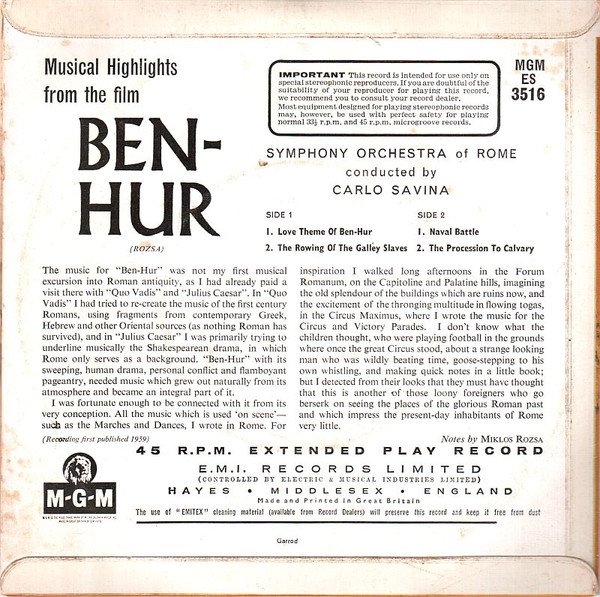 Musical Highlights
from the film
BEN-
HUR
(ROZSA)
IMPORTANT This record is intended for use only on
special stereophonic reproducers. If you are doubtful of the
suitability of your reproducer for playing this record,
we recommend you to consult your record dealer.
Most equipment designed for playing stereophonic records
may, however, be used with perfect safety for playing
normal 33⅓ r.p.m. and 45 r.p.m. microgroove records.
MGM
ES
3516
SYMPHONY ORCHESTRA of ROME
conducted by
CARLO SAVINA
SIDE 1
1. Love Theme Of Ben-Hur
2. The Rowing Of The Galley Slaves
SIDE 2
1. Naval Battle
2. The Procession To Calvary
The music for "Ben-Hur" was not my first musical
excursion into Roman antiquity, as I had already paid a
visit there with "Quo Vadis" and "Julius Caesar". In "Quo
Vadis" I had tried to re-create the music of the first century
Romans, using fragments from contemporary Greek,
Hebrew and other Oriental sources (as nothing Roman has
survived), and in "Julius Caesar" I was primarily trying to
underline musically the Shakespearean drama, in which
Rome only serves as a background. "Ben-Hur" with its
sweeping, human drama, personal conflict and flamboyant
pageantry, needed music which grew out naturally from its
atmosphere and became an integral part of it.
I was fortunate enough to be connected with it from its
very conception. All the music which is used 'on scene'—
such as the Marches and Dances, I wrote in Rome. For
(Recording first published 1959)
inspiration I walked long afternoons in the Forum
Romanum, on the Capitoline and Palatine hills, imagining
the old splendour of the buildings which are ruins now, and
the excitement of the thronging multitude in flowing togas,
in the Circus Maximus, where I wrote the music for the
Circus and Victory Parades. I don't know what the
children thought, who were playing football in the grounds
where once the great Circus stood, about a strange looking
man who was wildly beating time, goose-stepping to his
own whistling, and making quick notes in a little book;
but I detected from their looks that they must have thought
that this is another of those loony foreigners who go
berserk on seeing the places of the glorious Roman past
and which impress the present-day inhabitants of Rome
very little.
Notes by MIKLOS ROZSA
M-G-M
45 R.P.M. EXTENDED PLAY RECORD
E.M.I. RECORDS LIMITED
(CONTROLLED BY ELECTRIC & MUSICAL INDUSTRIES LIMITED)
HAYES • MIDDLESEX • ENGLAND
Made and Printed in Great Britain
The use of "EMITEX" cleaning material (available from Record Dealers) will preserve this record and keep it free from dust
Garrod